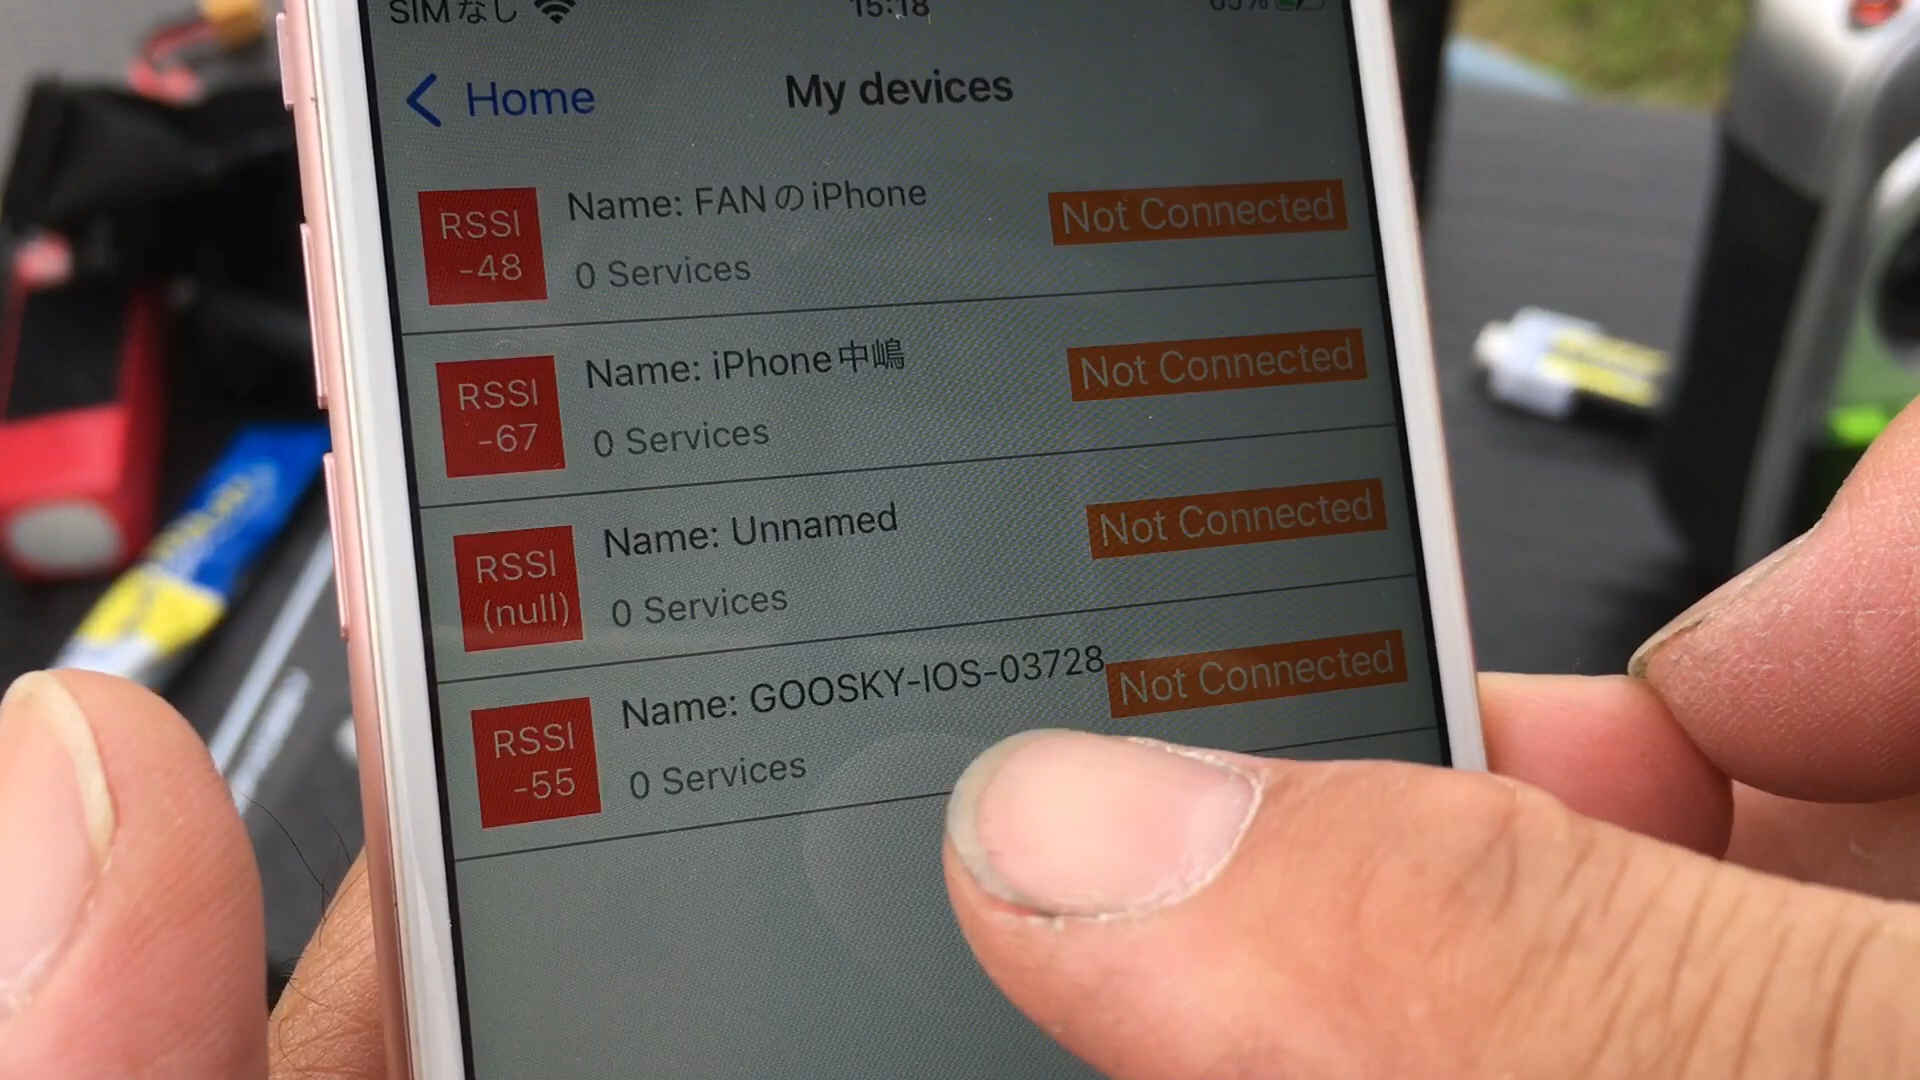 SIMなし 15:18
Home My devices
RSSI
-48
Name: FANのiPhone
0 Services
Not Connected
RSSI
-67
Name: iPhone中嶋
0 Services
Not Connected
RSSI
(null)
Name: Unnamed
0 Services
Not Connected
RSSI
-55
Name: GOOSKY-IOS-03728
0 Services
Not Connected